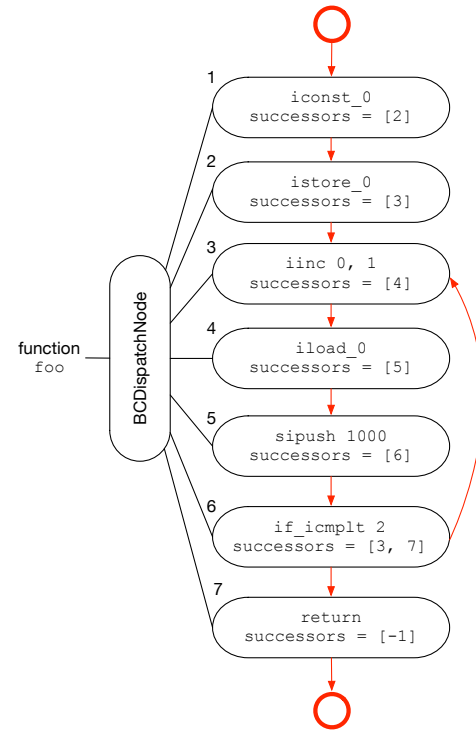 1
iconst_0
successors = [2]
2
istore_0
successors = [3]
3
iinc 0, 1
successors = [4]
4
iload_0
successors = [5]
function
foo
BCDispatchNode
5
sipush 1000
successors = [6]
6
if_icmplt 2
successors = [3, 7]
7
return
successors = [-1]